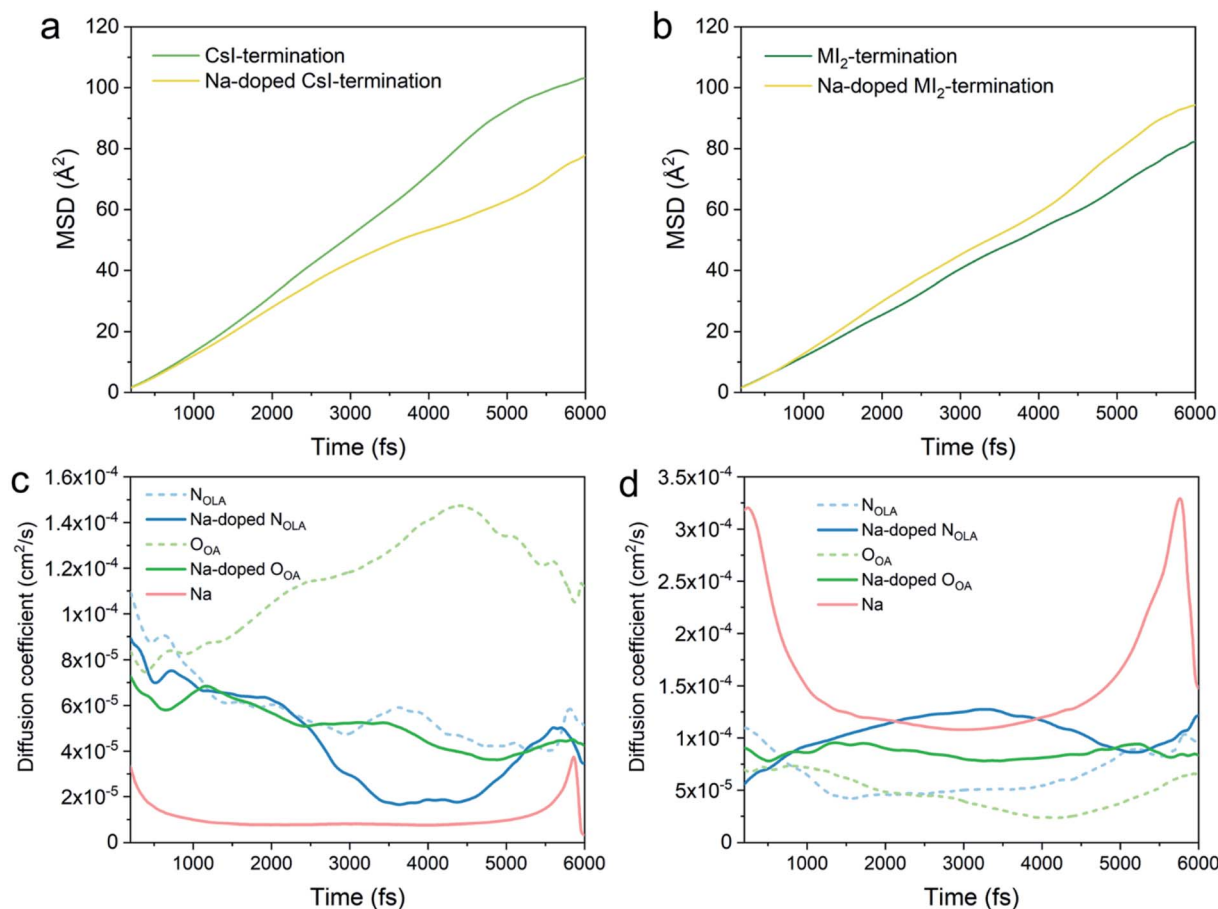 a
CsI-termination
Na-doped CsI-termination
MSD (Å²)
120
100
80
60
40
20
0
1000 2000 3000 4000 5000 6000
Time (fs)
b
MI₂-termination
Na-doped MI₂-termination
MSD (Å²)
120
100
80
60
40
20
0
1000 2000 3000 4000 5000 6000
Time (fs)
c
N_OLA
Na-doped N_OLA
O_OA
Na-doped O_OA
Na
Diffusion coefficient (cm²/s)
1.6x10⁻⁴
1.4x10⁻⁴
1.2x10⁻⁴
1x10⁻⁴
8x10⁻⁵
6x10⁻⁵
4x10⁻⁵
2x10⁻⁵
0
1000 2000 3000 4000 5000 6000
Time (fs)
d
N_OLA
Na-doped N_OLA
O_OA
Na-doped O_OA
Na
Diffusion coefficient (cm²/s)
3.5x10⁻⁴
3x10⁻⁴
2.5x10⁻⁴
2x10⁻⁴
1.5x10⁻⁴
1x10⁻⁴
5x10⁻⁵
0
1000 2000 3000 4000 5000 6000
Time (fs)